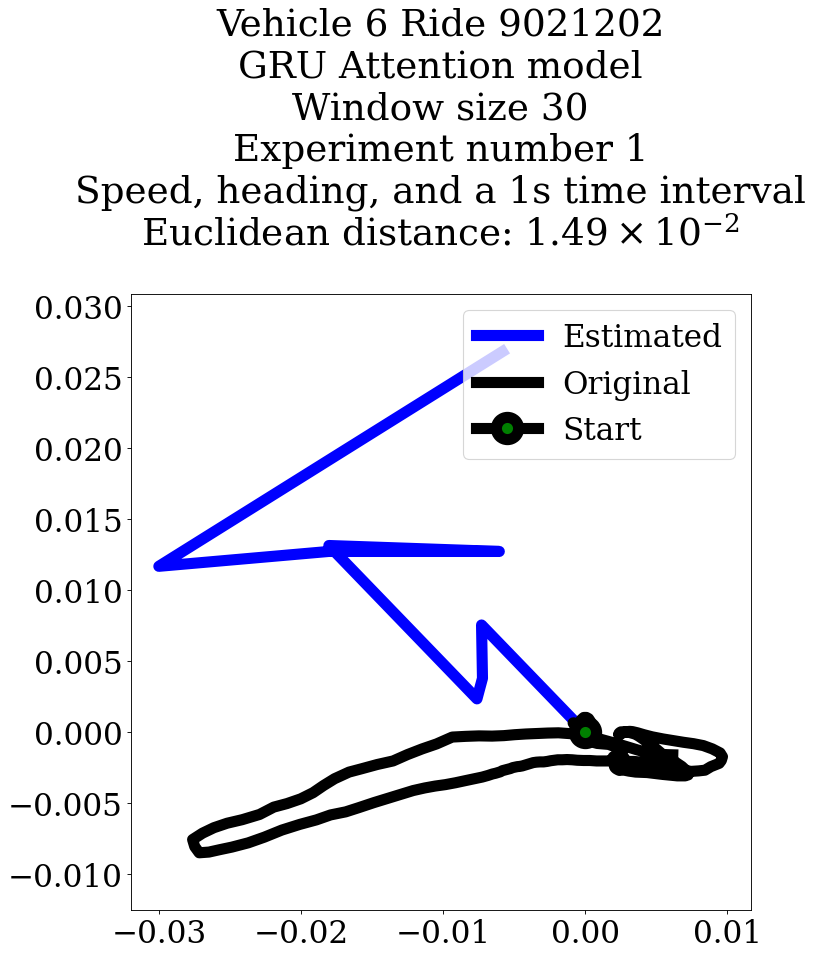 Vehicle 6 Ride 9021202
GRU Attention model
Window size 30
Experiment number 1
Speed, heading, and a 1s time interval
Euclidean distance: 1.49 × 10⁻²
0.030
0.025
0.020
0.015
0.010
0.005
0.000
−0.005
−0.010
Estimated
Original
Start
−0.03 −0.02 −0.01 0.00 0.01